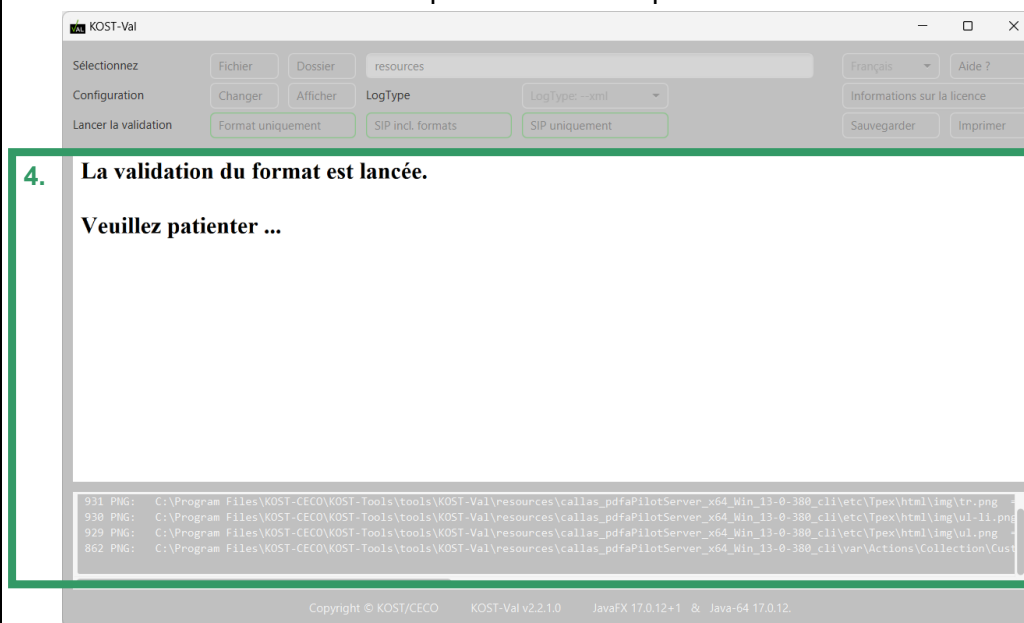 KOST-Val
Sélectionnez Fichier Dossier resources Français Aide ?
Configuration Changer Afficher LogType LogType: --xml Informations sur la licence
Lancer la validation Format uniquement SIP incl. formats SIP uniquement Sauvegarder Imprimer
4.
La validation du format est lancée.
Veuillez patienter ...
931 PNG: C:\Program Files\KOST-CECO\KOST-Tools\tools\KOST-Val\resources\callas_pdfaPilotServer_x64_Win_13-0-380_cli\etc\Tpex\html\img\tr.png
930 PNG: C:\Program Files\KOST-CECO\KOST-Tools\tools\KOST-Val\resources\callas_pdfaPilotServer_x64_Win_13-0-380_cli\etc\Tpex\html\img\ul-li.png
929 PNG: C:\Program Files\KOST-CECO\KOST-Tools\tools\KOST-Val\resources\callas_pdfaPilotServer_x64_Win_13-0-380_cli\etc\Tpex\html\img\ul.png
862 PNG: C:\Program Files\KOST-CECO\KOST-Tools\tools\KOST-Val\resources\callas_pdfaPilotServer_x64_Win_13-0-380_cli\var\Actions\Collection\Cust
Copyright © KOST/CECO KOST-Val v2.2.1.0 JavaFX 17.0.12+1 & Java-64 17.0.12.